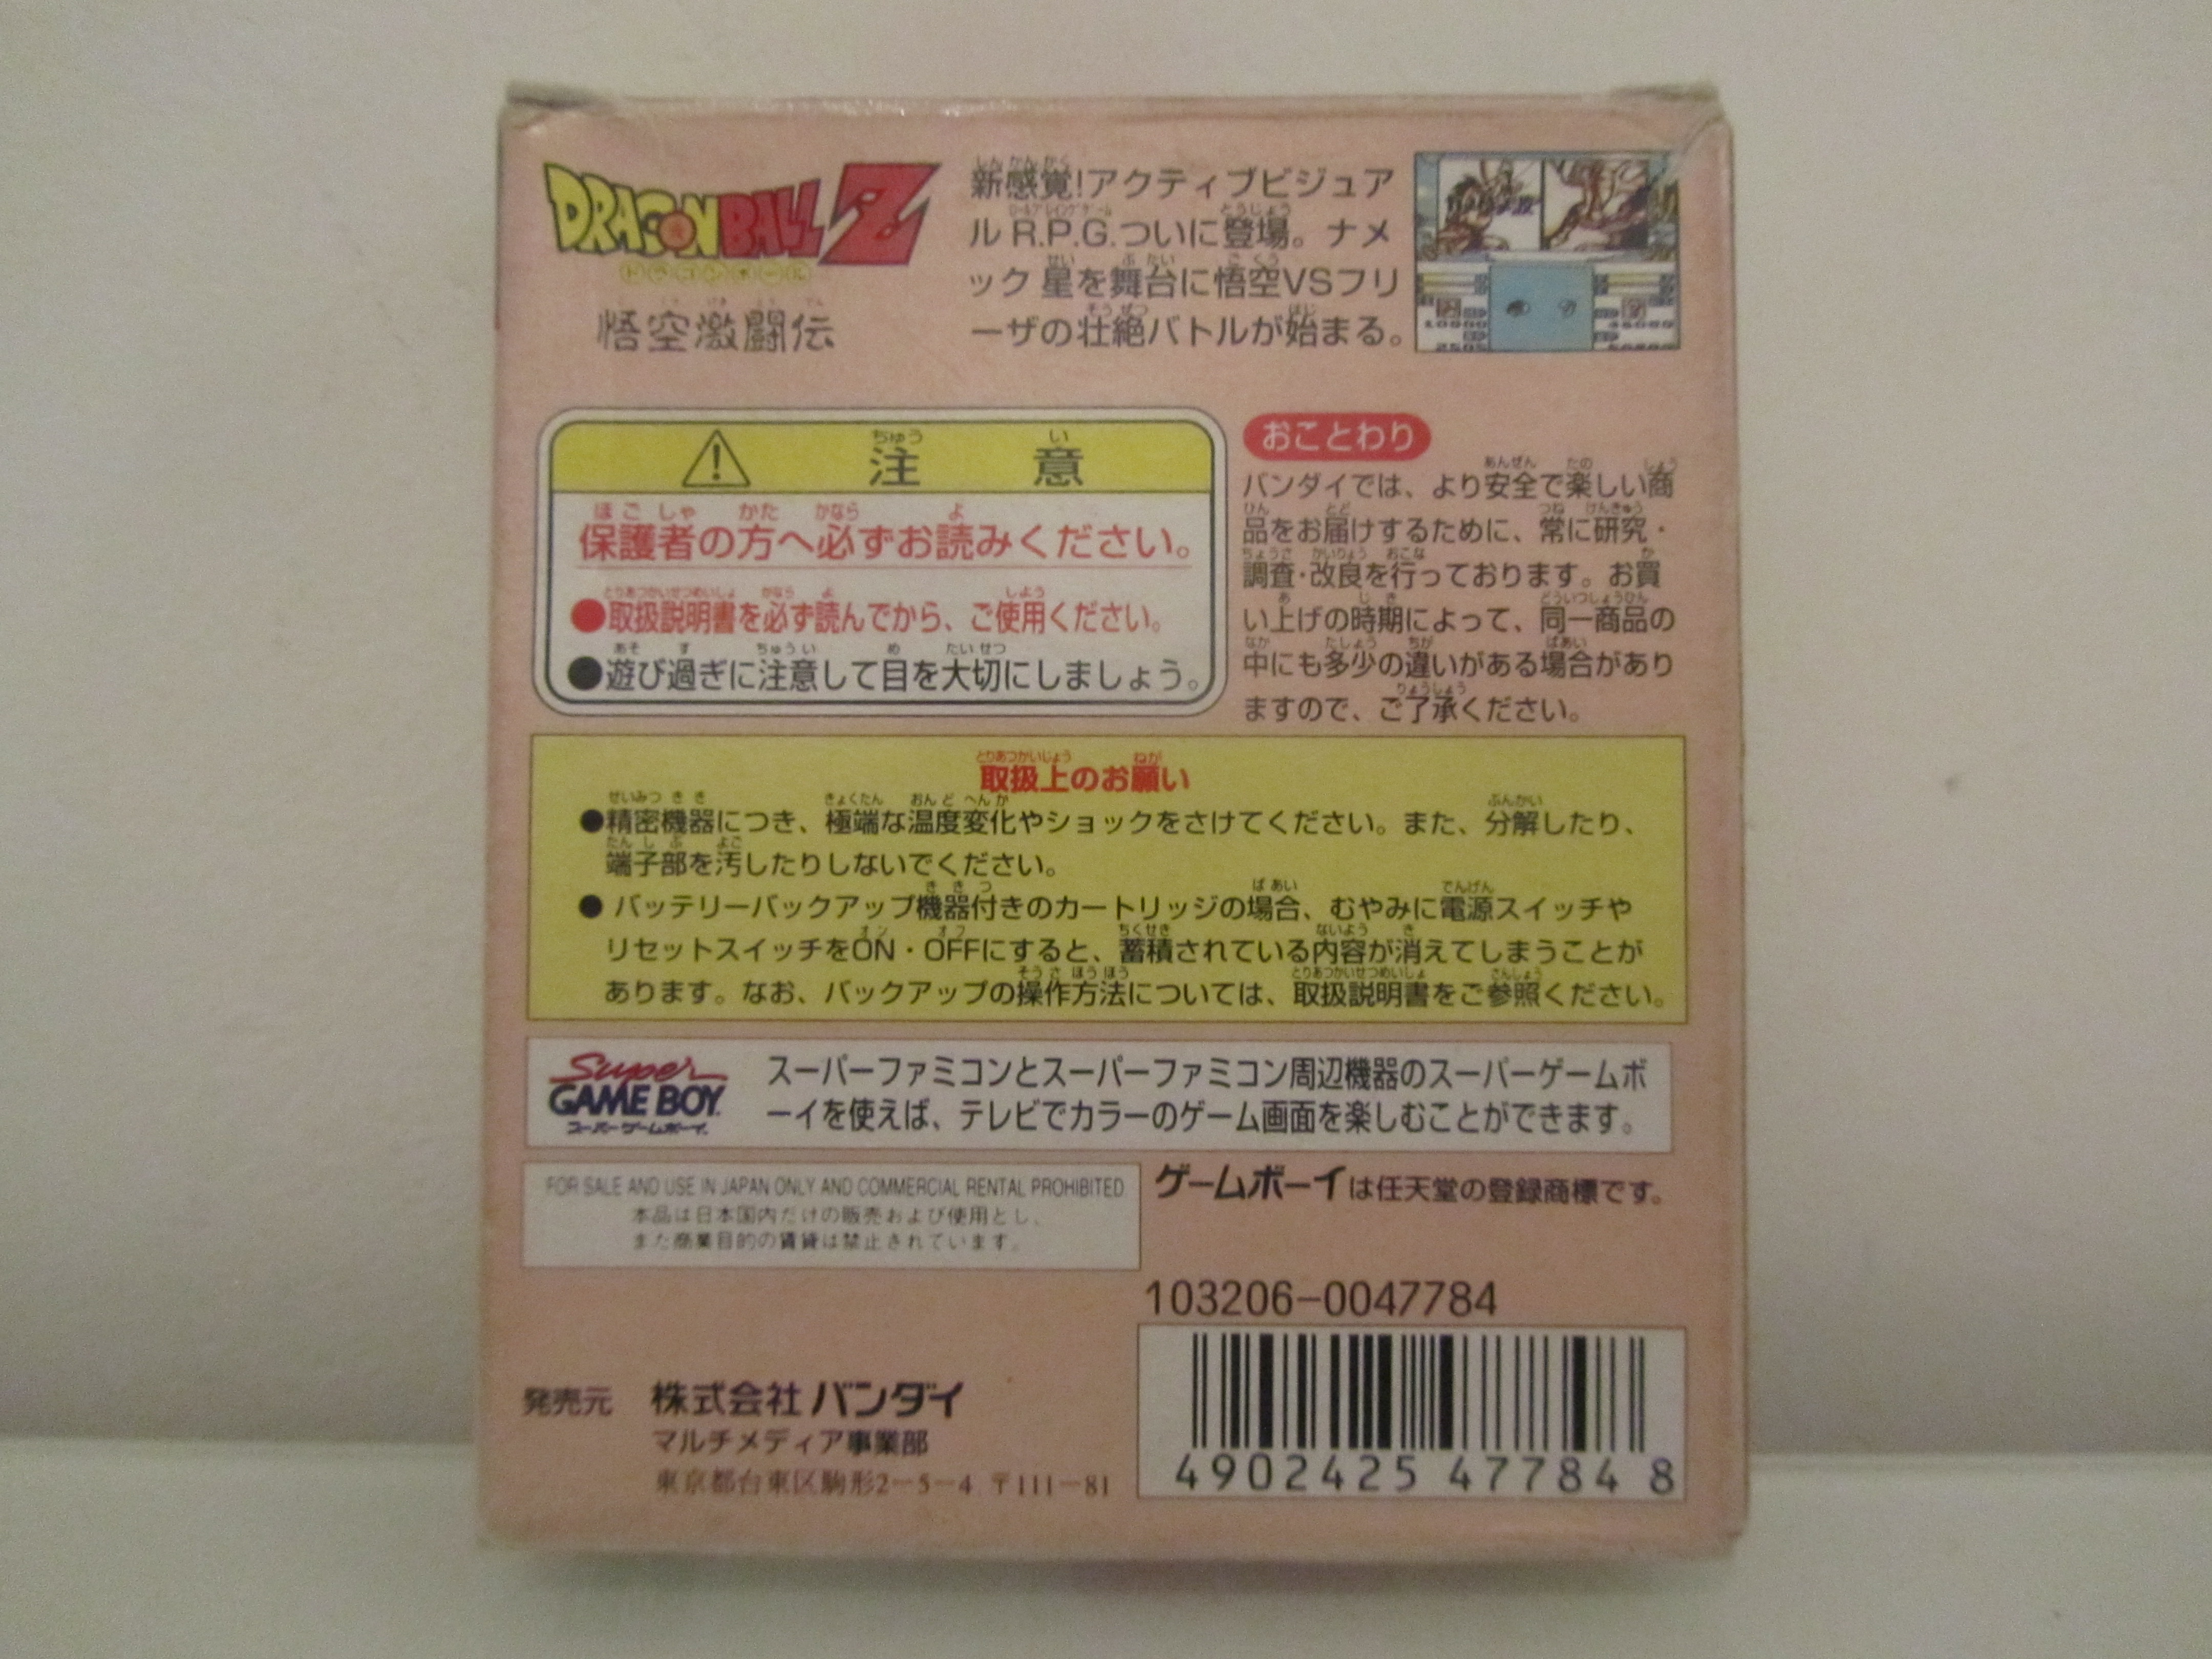 DRAGON BALL Z
ドラゴンボール
悟空激闘伝
新感覚!アクティブビジュア
ルR.P.G.ついに登場。ナメ
ック星を舞台に悟空VSフリ
ーザの壮絶バトルが始まる。
注意
保護者の方へ必ずお読みください。
●取扱説明書を必ず読んでから、ご使用ください。
●遊び過ぎに注意して目を大切にしましょう。
おことわり
バンダイでは、より安全で楽しい商
品をお届けするために、常に研究・
調査・改良を行っております。お買
い上げの時期によって、同一商品の
中にも多少の違いがある場合があり
ますので、ご了承ください。
取扱上のお願い
●精密機器につき、極端な温度変化やショックをさけてください。また、分解したり、
端子部を汚したりしないでください。
●バッテリーバックアップ機器付きのカートリッジの場合、むやみに電源スイッチや
リセットスイッチをON・OFFにすると、蓄積されている内容が消えてしまうことが
あります。なお、バックアップの操作方法については、取扱説明書をご参照ください。
Super
GAME BOY
スーパーゲームボーイ
スーパーファミコンとスーパーファミコン周辺機器のスーパーゲームボ
ーイを使えば、テレビでカラーのゲーム画面を楽しむことができます。
FOR SALE AND USE IN JAPAN ONLY AND COMMERCIAL RENTAL PROHIBITED
本品は日本国内だけの販売および使用とし、
また商業目的の賃貸は禁止されています。
ゲームボーイは任天堂の登録商標です。
103206-0047784
発売元 株式会社バンダイ
マルチメディア事業部
東京都台東区駒形2-5-4 〒111-81
4902425477848